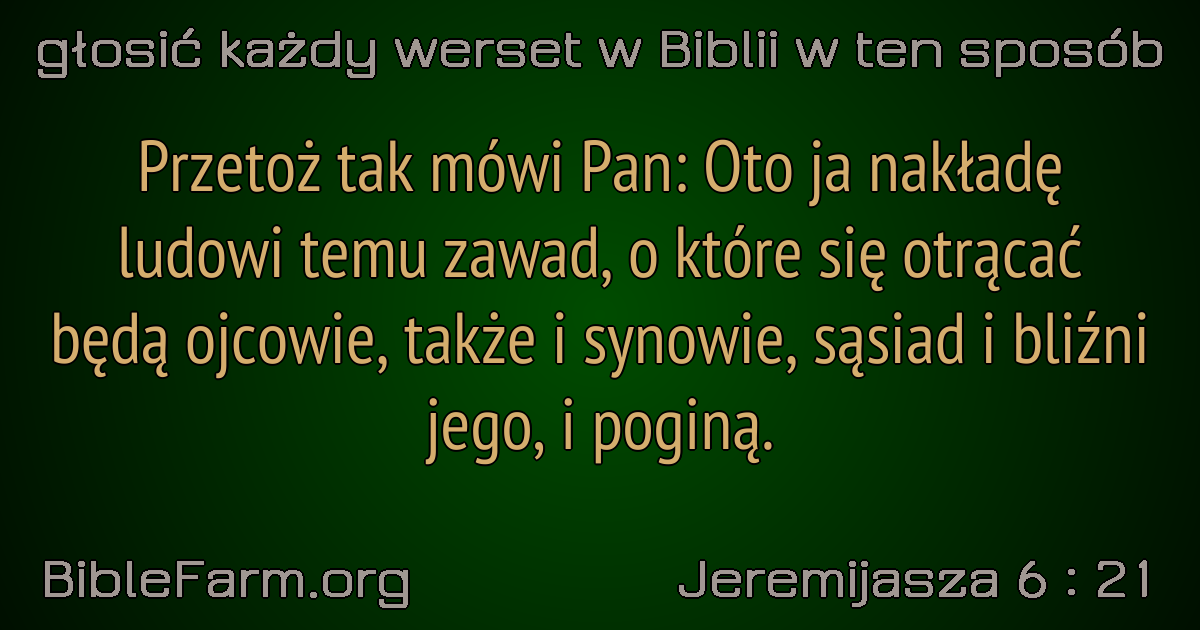 głosić każdy werset w Biblii w ten sposób
Przetoż tak mówi Pan: Oto ja nakładę
ludowi temu zawad, o które się otrącać
będą ojcowie, także i synowie, sąsiad i bliźni
jego, i poginą.
BibleFarm.org
Jeremijasza 6 : 21